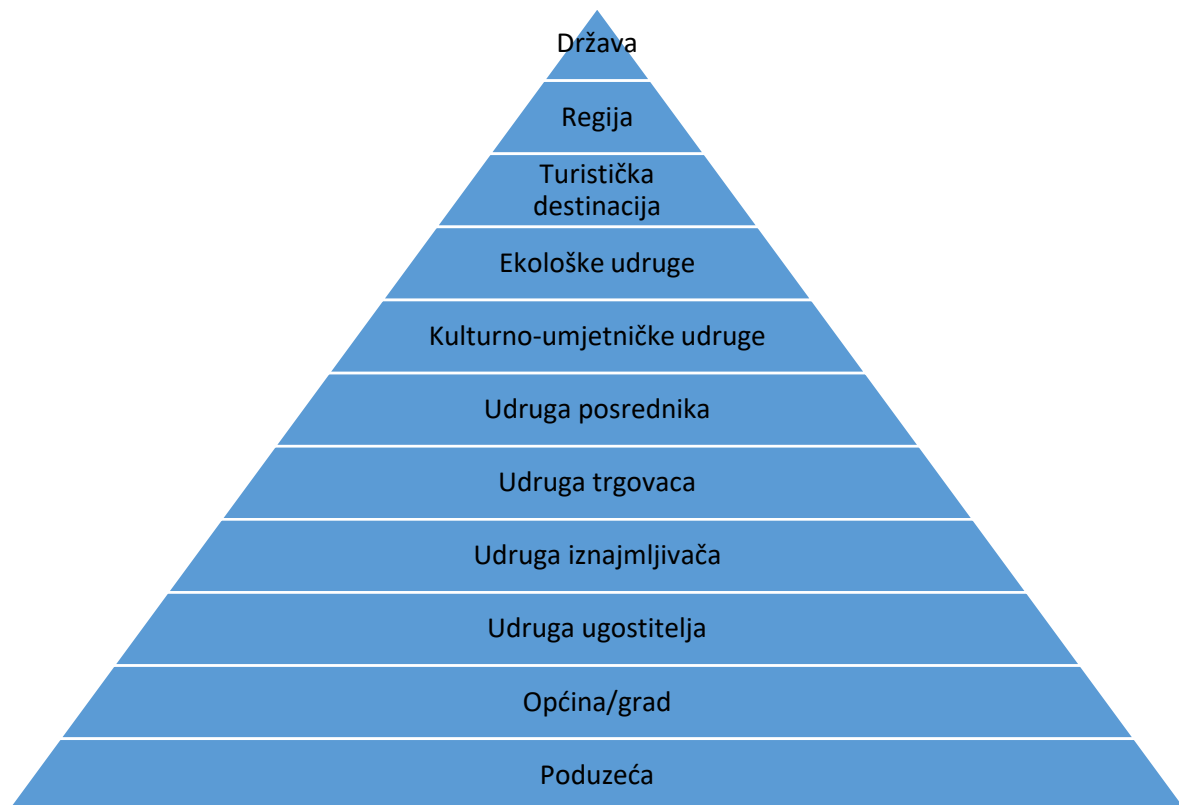 Država
Regija
Turistička
destinacija
Ekološke udruge
Kulturno-umjetničke udruge
Udruga posrednika
Udruga trgovaca
Udruga iznajmljivača
Udruga ugostitelja
Općina/grad
Poduzeća